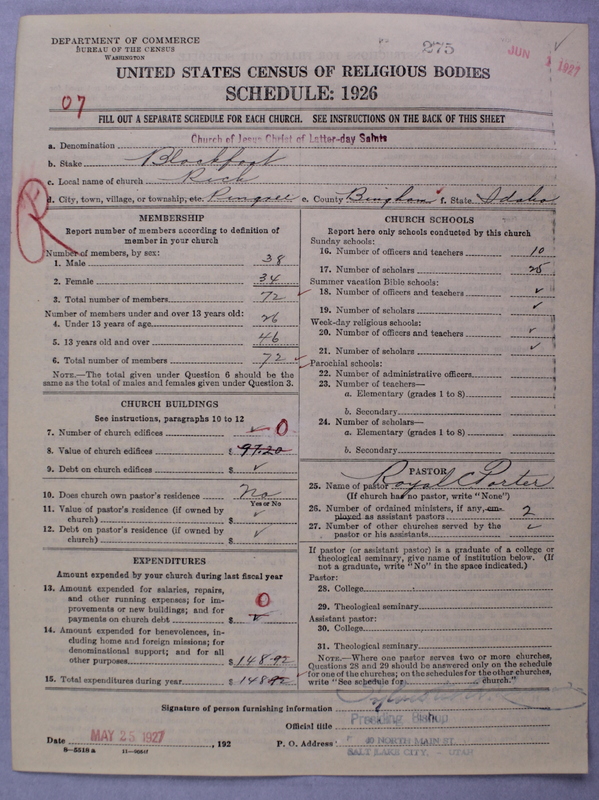 DEPARTMENT OF COMMERCE
BUREAU OF THE CENSUS
WASHINGTON
275
JUN 1 1927
UNITED STATES CENSUS OF RELIGIOUS BODIES
SCHEDULE: 1926
07
FILL OUT A SEPARATE SCHEDULE FOR EACH CHURCH. SEE INSTRUCTIONS ON THE BACK OF THIS SHEET
a. Denomination Church of Jesus Christ of Latter-day Saints
b. Stake Blackfoot
c. Local name of church Rich
d. City, town, village, or township, etc. Pingree e. County Bingham f. State Idaho
MEMBERSHIP
Report number of members according to definition of
member in your church
Number of members, by sex:
1. Male 38
2. Female 34
3. Total number of members 72
Number of members under and over 13 years old:
4. Under 13 years of age 26
5. 13 years old and over 46
6. Total number of members 72
NOTE.—The total given under Question 6 should be the
same as the total of males and females given under Question 3.
CHURCH BUILDINGS
See instructions, paragraphs 10 to 12
7. Number of church edifices 0
8. Value of church edifices $ 97.20
9. Debt on church edifices $ ✓
10. Does church own pastor's residence No
Yes or No
11. Value of pastor's residence (if owned by
church) $ ✓
12. Debt on pastor's residence (if owned by
church) $ ✓
EXPENDITURES
Amount expended by your church during last fiscal year
13. Amount expended for salaries, repairs,
and other running expenses; for im-
provements or new buildings; and for
payments on church debt $ 0
14. Amount expended for benevolences, in-
cluding home and foreign missions; for
denominational support; and for all
other purposes $ 148.92
15. Total expenditures during year $ 148.92
CHURCH SCHOOLS
Report here only schools conducted by this church
Sunday schools:
16. Number of officers and teachers 10
17. Number of scholars 25
Summer vacation Bible schools:
18. Number of officers and teachers ✓
19. Number of scholars ✓
Week-day religious schools:
20. Number of officers and teachers ✓
21. Number of scholars ✓
Parochial schools:
22. Number of administrative officers
23. Number of teachers—
a. Elementary (grades 1 to 8)
b. Secondary
24. Number of scholars—
a. Elementary (grades 1 to 8)
b. Secondary
PASTOR
25. Name of pastor Royal C Porter
(If church has no pastor, write "None")
26. Number of ordained ministers, if any, em-
ployed as assistant pastors 2
27. Number of other churches served by the
pastor or his assistants ✓
If pastor (or assistant pastor) is a graduate of a college or
theological seminary, give name of institution below. (If
not a graduate, write "No" in the space indicated.)
Pastor:
28. College
29. Theological seminary
Assistant pastor:
30. College
31. Theological seminary
NOTE.—Where one pastor serves two or more churches,
Questions 28 and 29 should be answered only on the schedule
for one of the churches; on the schedules for the other churches,
write "See schedule for church."
Signature of person furnishing information
Official title Presiding Bishop
Date MAY 25 1927, 192 P. O. Address 40 NORTH MAIN ST
SALT LAKE CITY, - UTAH
8—5518 a